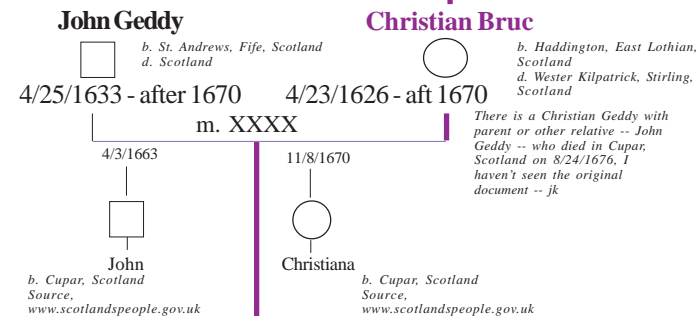 John Geddy
Christian Bruc
b. St. Andrews, Fife, Scotland
d. Scotland
b. Haddington, East Lothian,
Scotland
d. Wester Kilpatrick, Stirling,
Scotland
4/25/1633 - after 1670
4/23/1626 - aft 1670
There is a Christian Geddy with
parent or other relative -- John
Geddy -- who died in Cupar,
Scotland on 8/24/1676, I
haven't seen the original
document -- jk
m. XXXX
4/3/1663
11/8/1670
John
Christiana
b. Cupar, Scotland
Source,
www.scotlandspeople.gov.uk
b. Cupar, Scotland
Source,
www.scotlandspeople.gov.uk